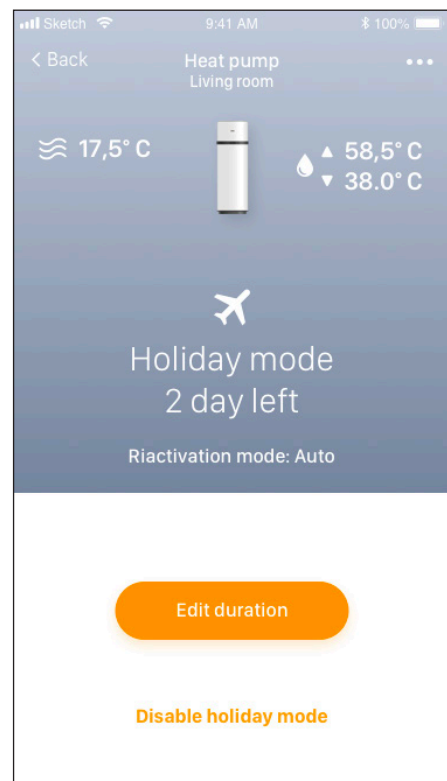 Sketch 9:41 AM 100%
< Back Heat pump •••
Living room
17,5° C
▲ 58,5° C
▼ 38.0° C
Holiday mode
2 day left
Riactivation mode: Auto
Edit duration
Disable holiday mode